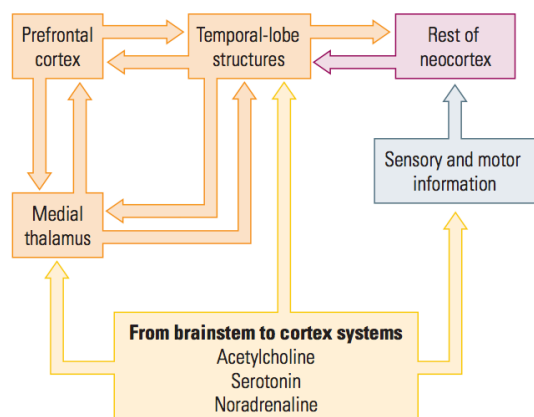 Prefrontal
cortex
Temporal-lobe
structures
Rest of
neocortex
Sensory and motor
information
Medial
thalamus
From brainstem to cortex systems
Acetylcholine
Serotonin
Noradrenaline